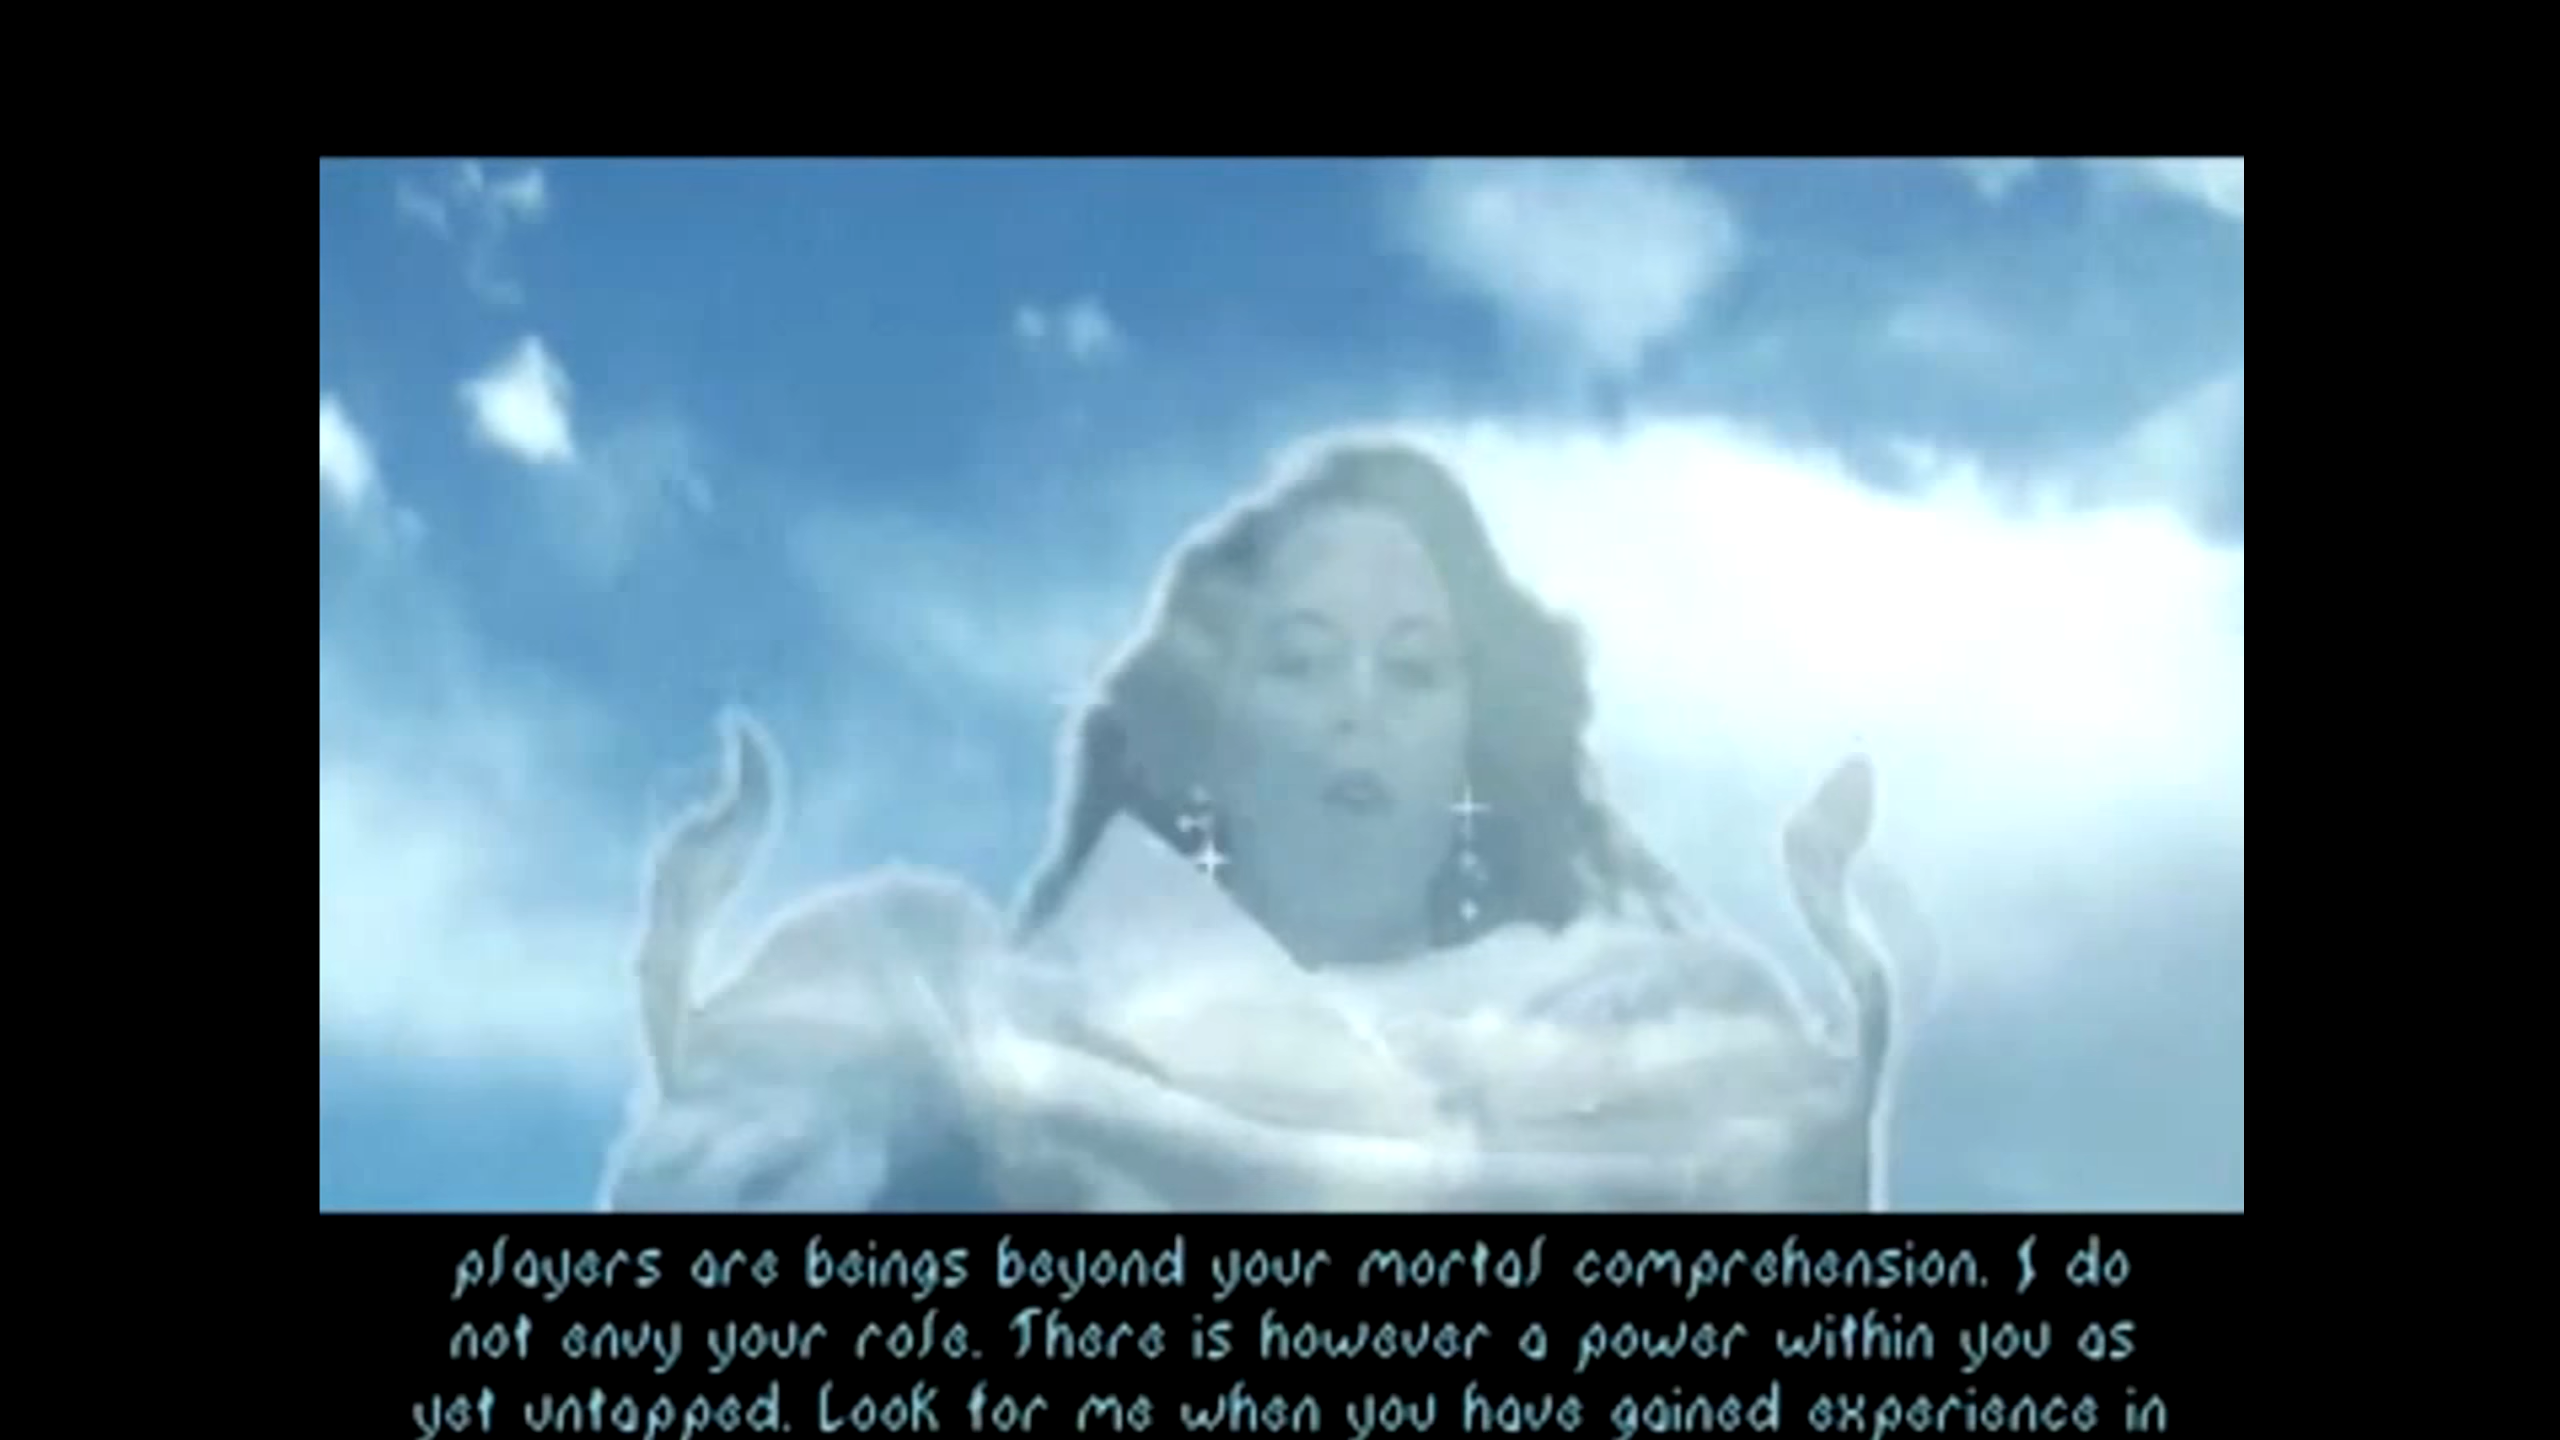 players are beings beyond your mortal comprehension. I do
not envy your role. There is however a power within you as
yet untapped. Look for me when you have gained experience in